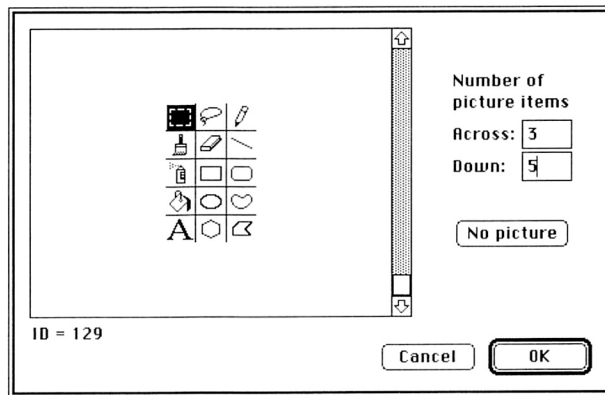 Number of
picture items
Across: 3
Down: 5
A
No picture
ID = 129
Cancel
OK